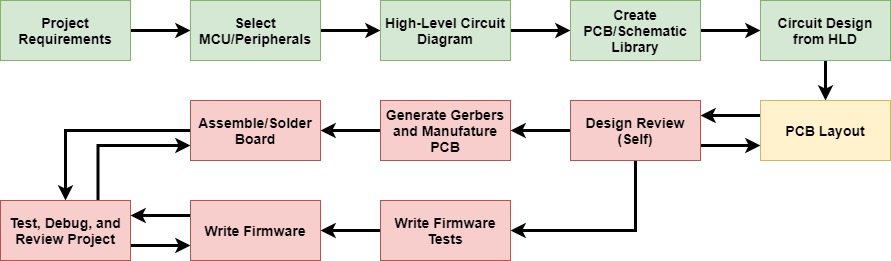 Project
Requirements
Select
MCU/Peripherals
High-Level Circuit
Diagram
Create
PCB/Schematic
Library
Circuit Design
from HLD
Assemble/Solder
Board
Generate Gerbers
and Manufature
PCB
Design Review
(Self)
PCB Layout
Test, Debug, and
Review Project
Write Firmware
Write Firmware
Tests